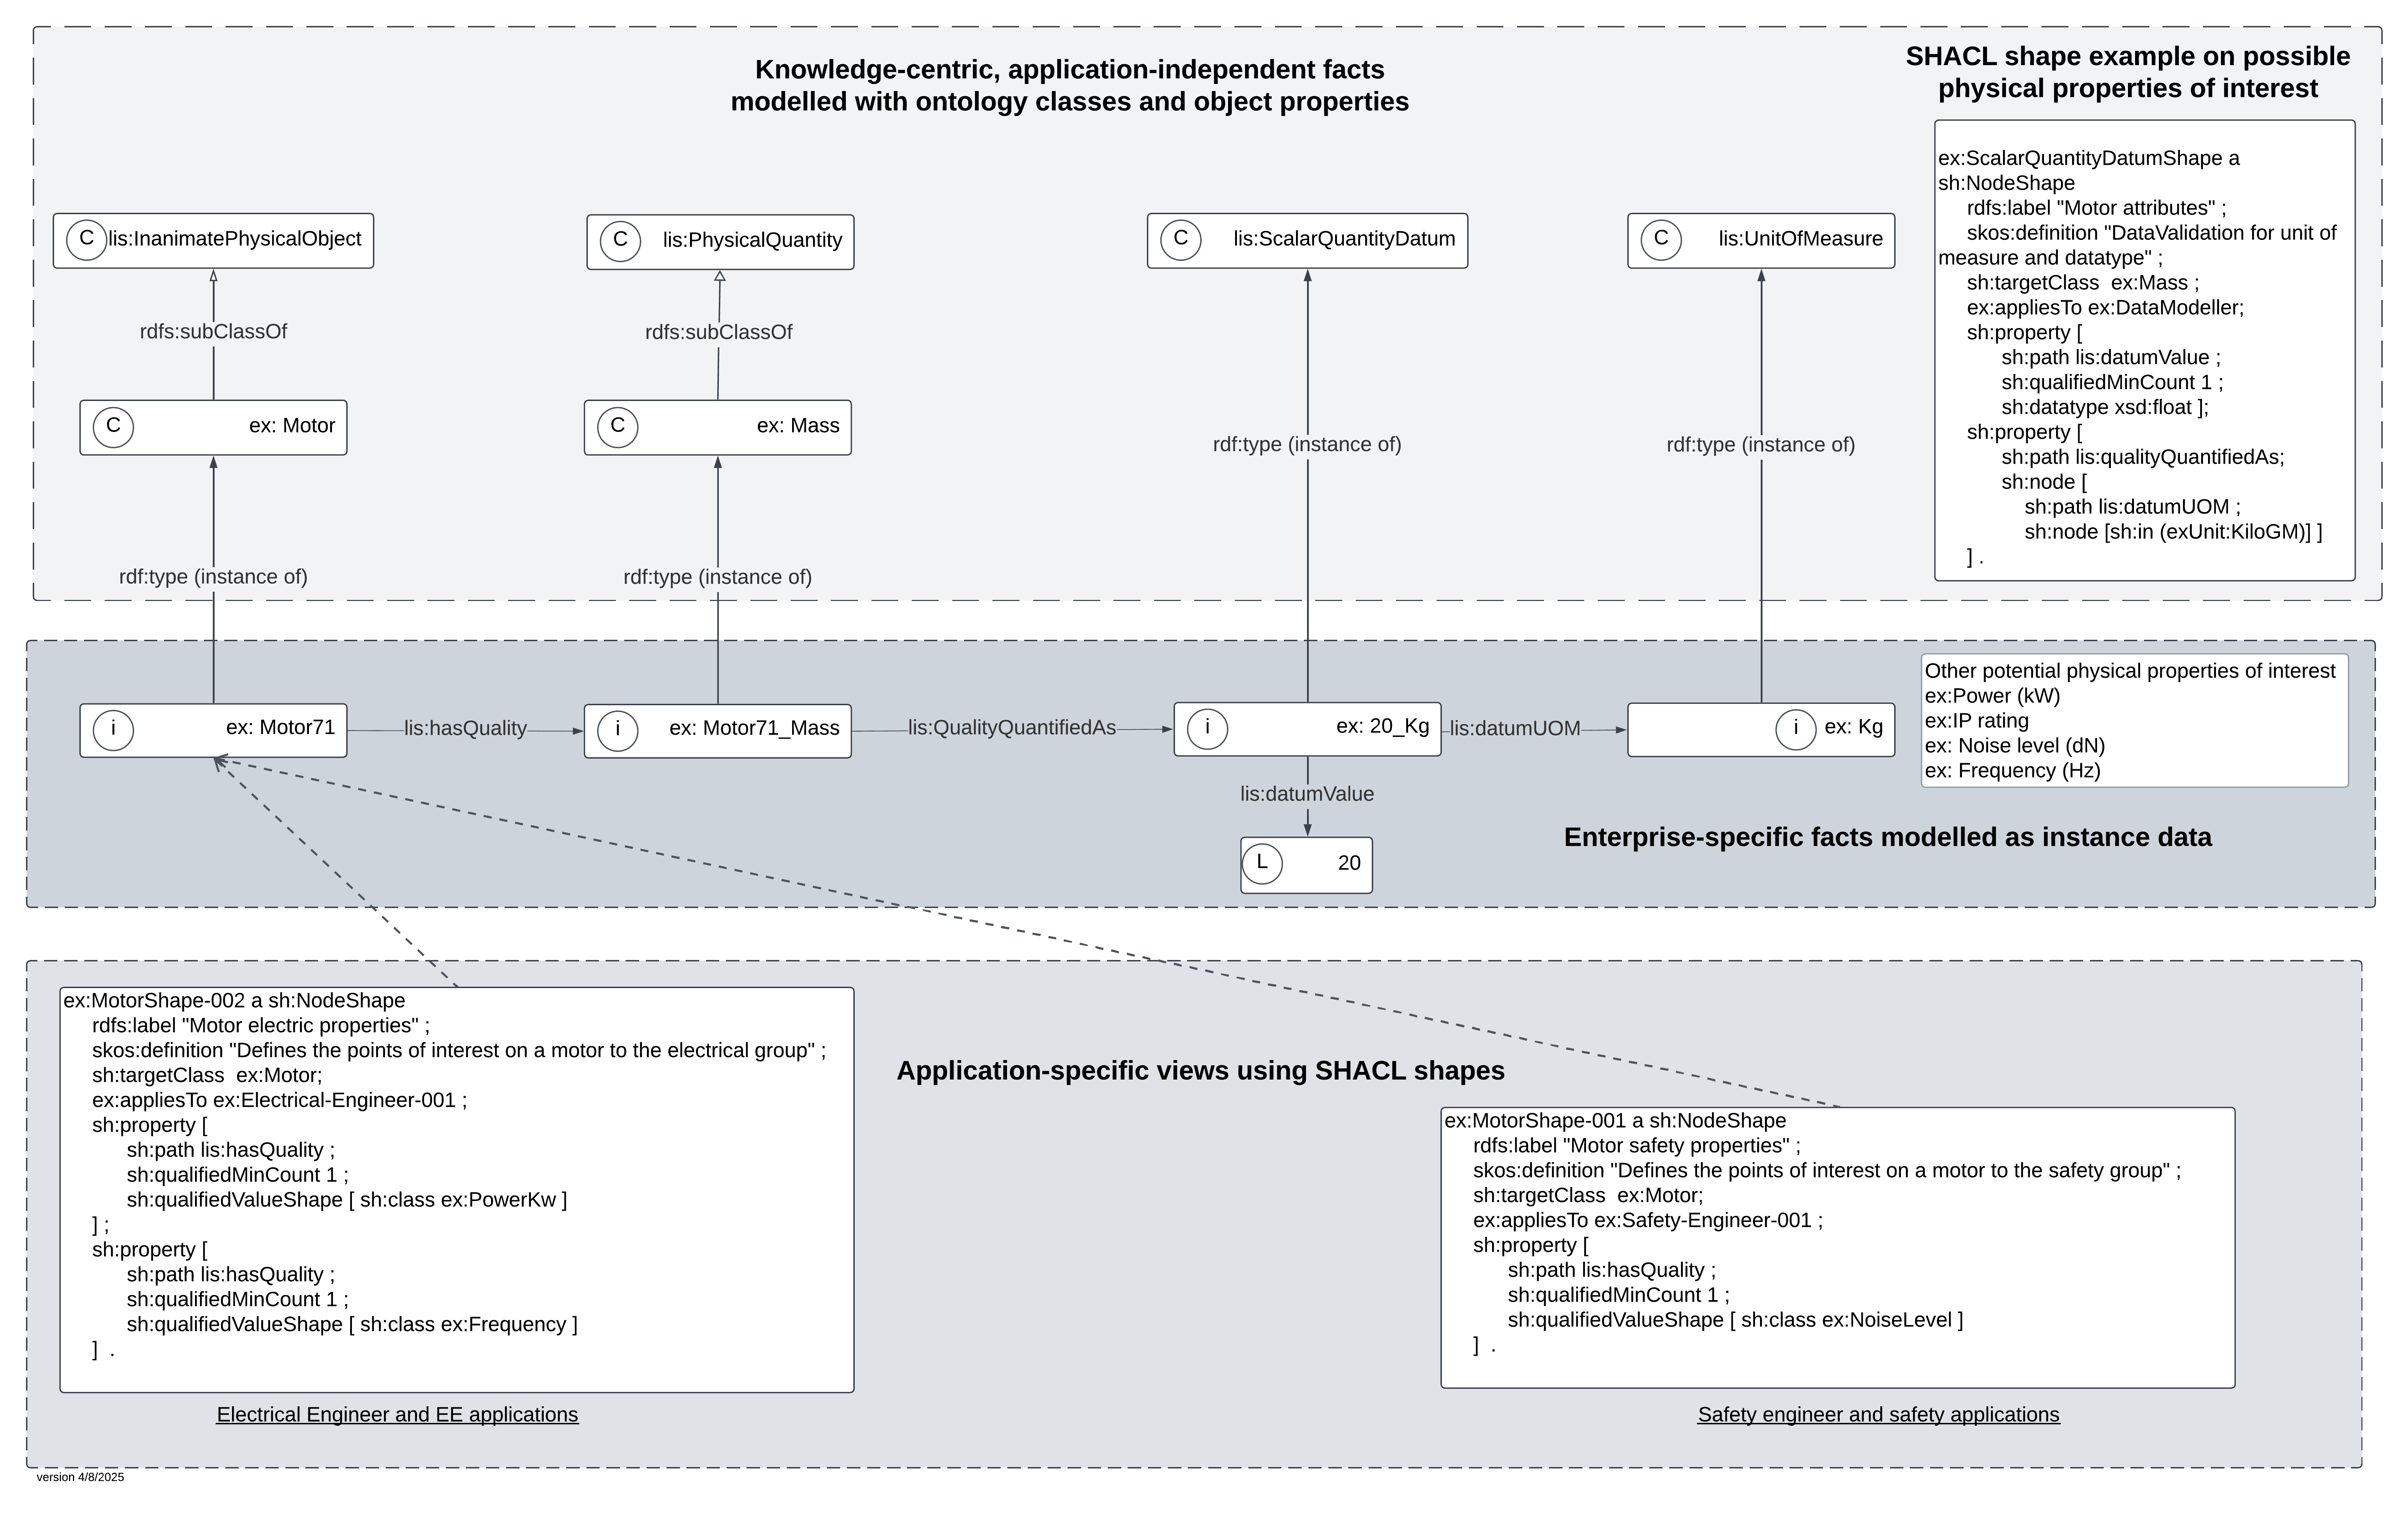 Knowledge-centric, application-independent facts
modelled with ontology classes and object properties
SHACL shape example on possible
physical properties of interest
ex:ScalarQuantityDatumShape a
sh:NodeShape
rdfs:label "Motor attributes" ;
skos:definition "DataValidation for unit of
measure and datatype" ;
sh:targetClass  ex:Mass ;
ex:appliesTo ex:DataModeller;
sh:property [
sh:path lis:datumValue ;
sh:qualifiedMinCount 1 ;
sh:datatype xsd:float ];
sh:property [
sh:path lis:qualityQuantifiedAs;
sh:node [
sh:path lis:datumUOM ;
sh:node [sh:in (exUnit:KiloGM)] ]
] .
C lis:InanimatePhysicalObject
C lis:PhysicalQuantity
C lis:ScalarQuantityDatum
C lis:UnitOfMeasure
rdfs:subClassOf
rdfs:subClassOf
C ex: Motor
C ex: Mass
rdf:type (instance of)
rdf:type (instance of)
rdf:type (instance of)
rdf:type (instance of)
i ex: Motor71
lis:hasQuality
i ex: Motor71_Mass
lis:QualityQuantifiedAs
i ex: 20_Kg
lis:datumUOM
i ex: Kg
Other potential physical properties of interest
ex:Power (kW)
ex:IP rating
ex: Noise level (dN)
ex: Frequency (Hz)
lis:datumValue
L 20
Enterprise-specific facts modelled as instance data
ex:MotorShape-002 a sh:NodeShape
rdfs:label "Motor electric properties" ;
skos:definition "Defines the points of interest on a motor to the electrical group" ;
sh:targetClass  ex:Motor;
ex:appliesTo ex:Electrical-Engineer-001 ;
sh:property [
sh:path lis:hasQuality ;
sh:qualifiedMinCount 1 ;
sh:qualifiedValueShape [ sh:class ex:PowerKw ]
] ;
sh:property [
sh:path lis:hasQuality ;
sh:qualifiedMinCount 1 ;
sh:qualifiedValueShape [ sh:class ex:Frequency ]
]  .
Electrical Engineer and EE applications
Application-specific views using SHACL shapes
ex:MotorShape-001 a sh:NodeShape
rdfs:label "Motor safety properties" ;
skos:definition "Defines the points of interest on a motor to the safety group" ;
sh:targetClass  ex:Motor;
ex:appliesTo ex:Safety-Engineer-001 ;
sh:property [
sh:path lis:hasQuality ;
sh:qualifiedMinCount 1 ;
sh:qualifiedValueShape [ sh:class ex:NoiseLevel ]
]  .
Safety engineer and safety applications
version 4/8/2025